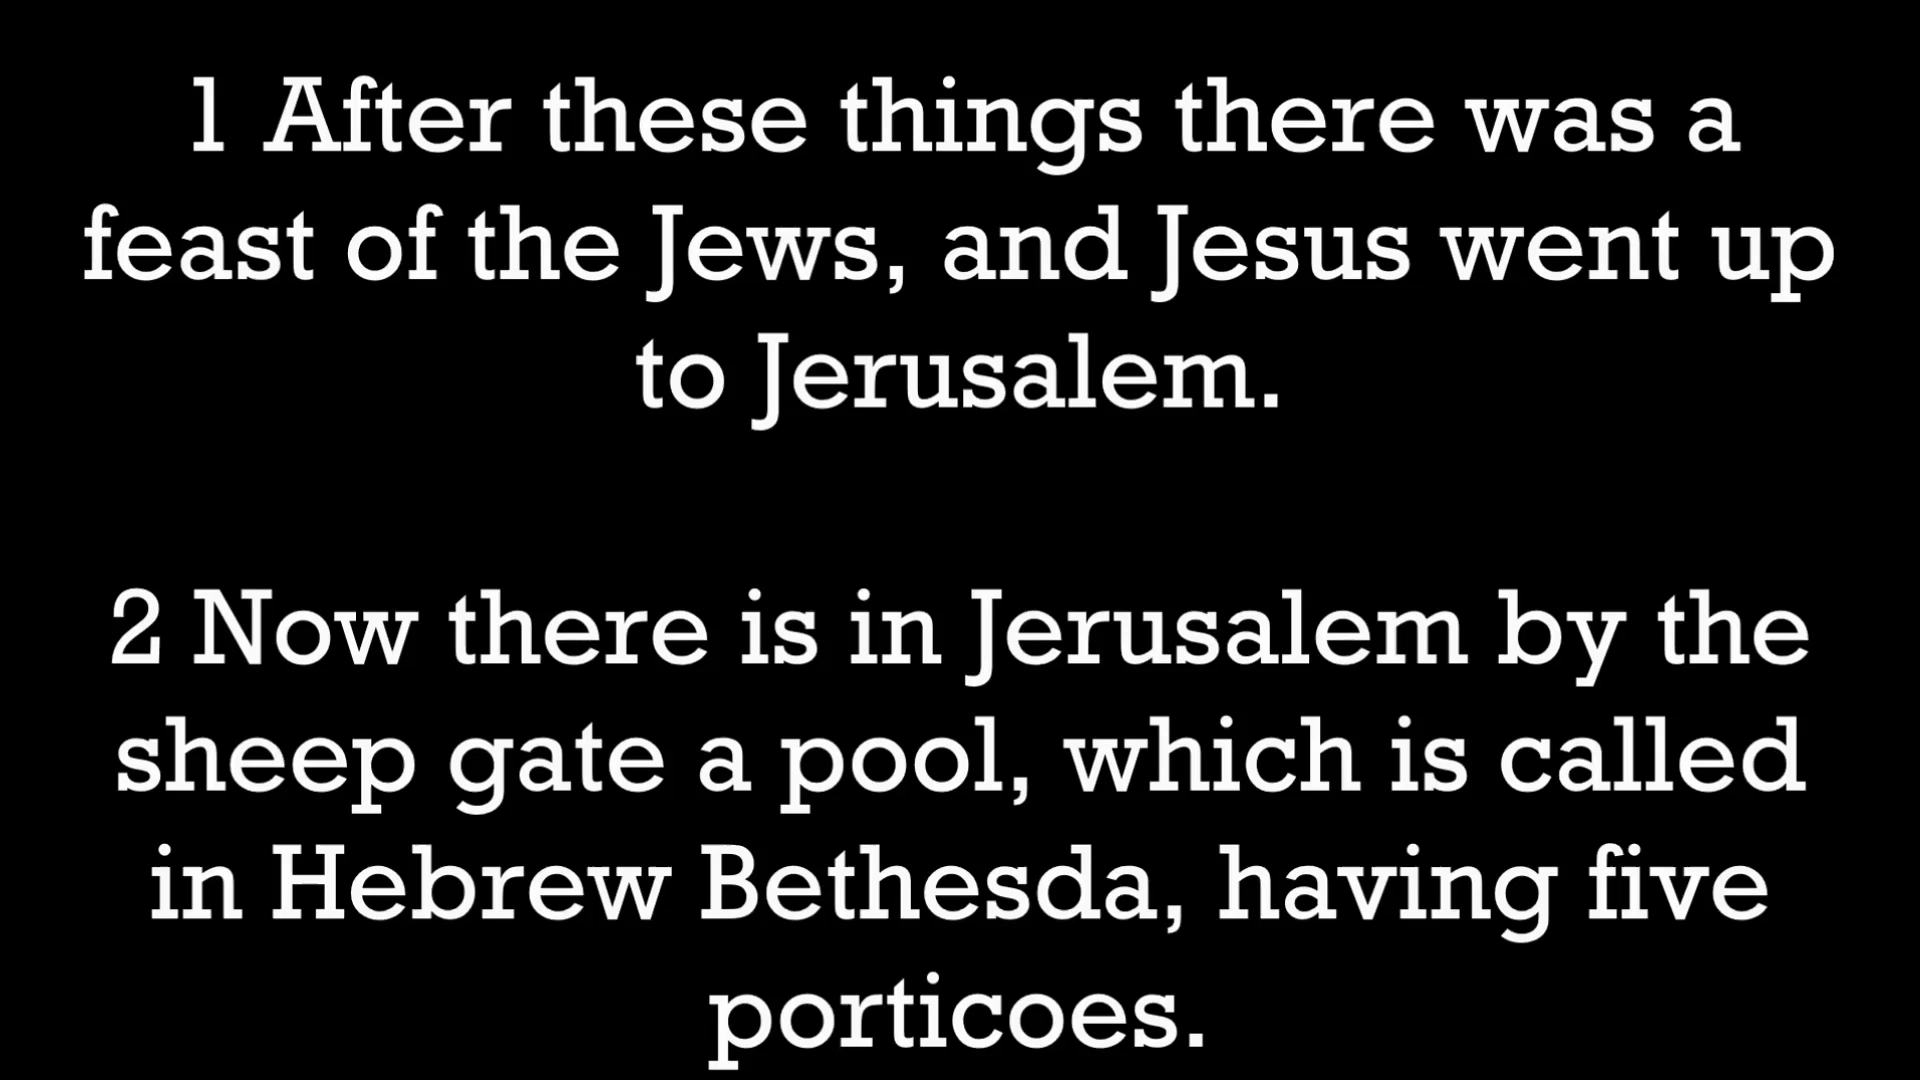 1 After these things there was a
feast of the Jews, and Jesus went up
to Jerusalem.
2 Now there is in Jerusalem by the
sheep gate a pool, which is called
in Hebrew Bethesda, having five
porticoes.